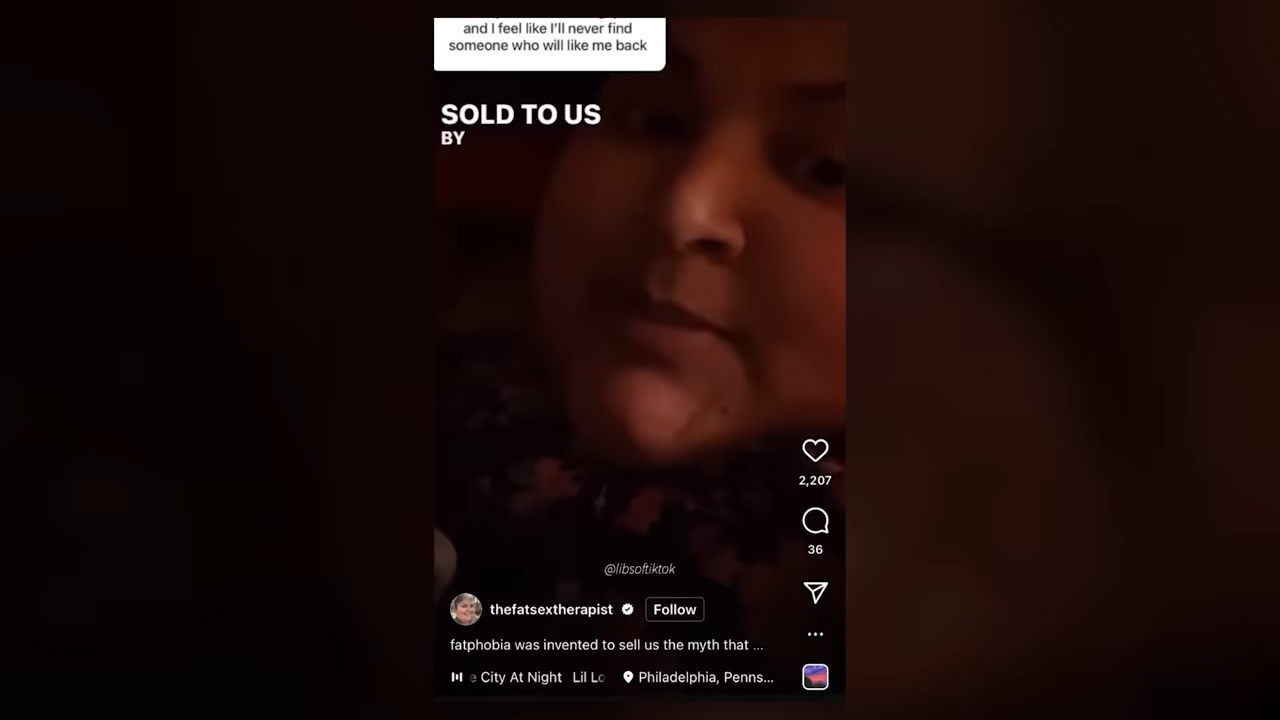 and I feel like I'll never find
someone who will like me back
SOLD TO US
BY
2,207
36
@libsoftiktok
thefatsextherapist
Follow
fatphobia was invented to sell us the myth that ...
e City At Night Lil Lo
Philadelphia, Penns...